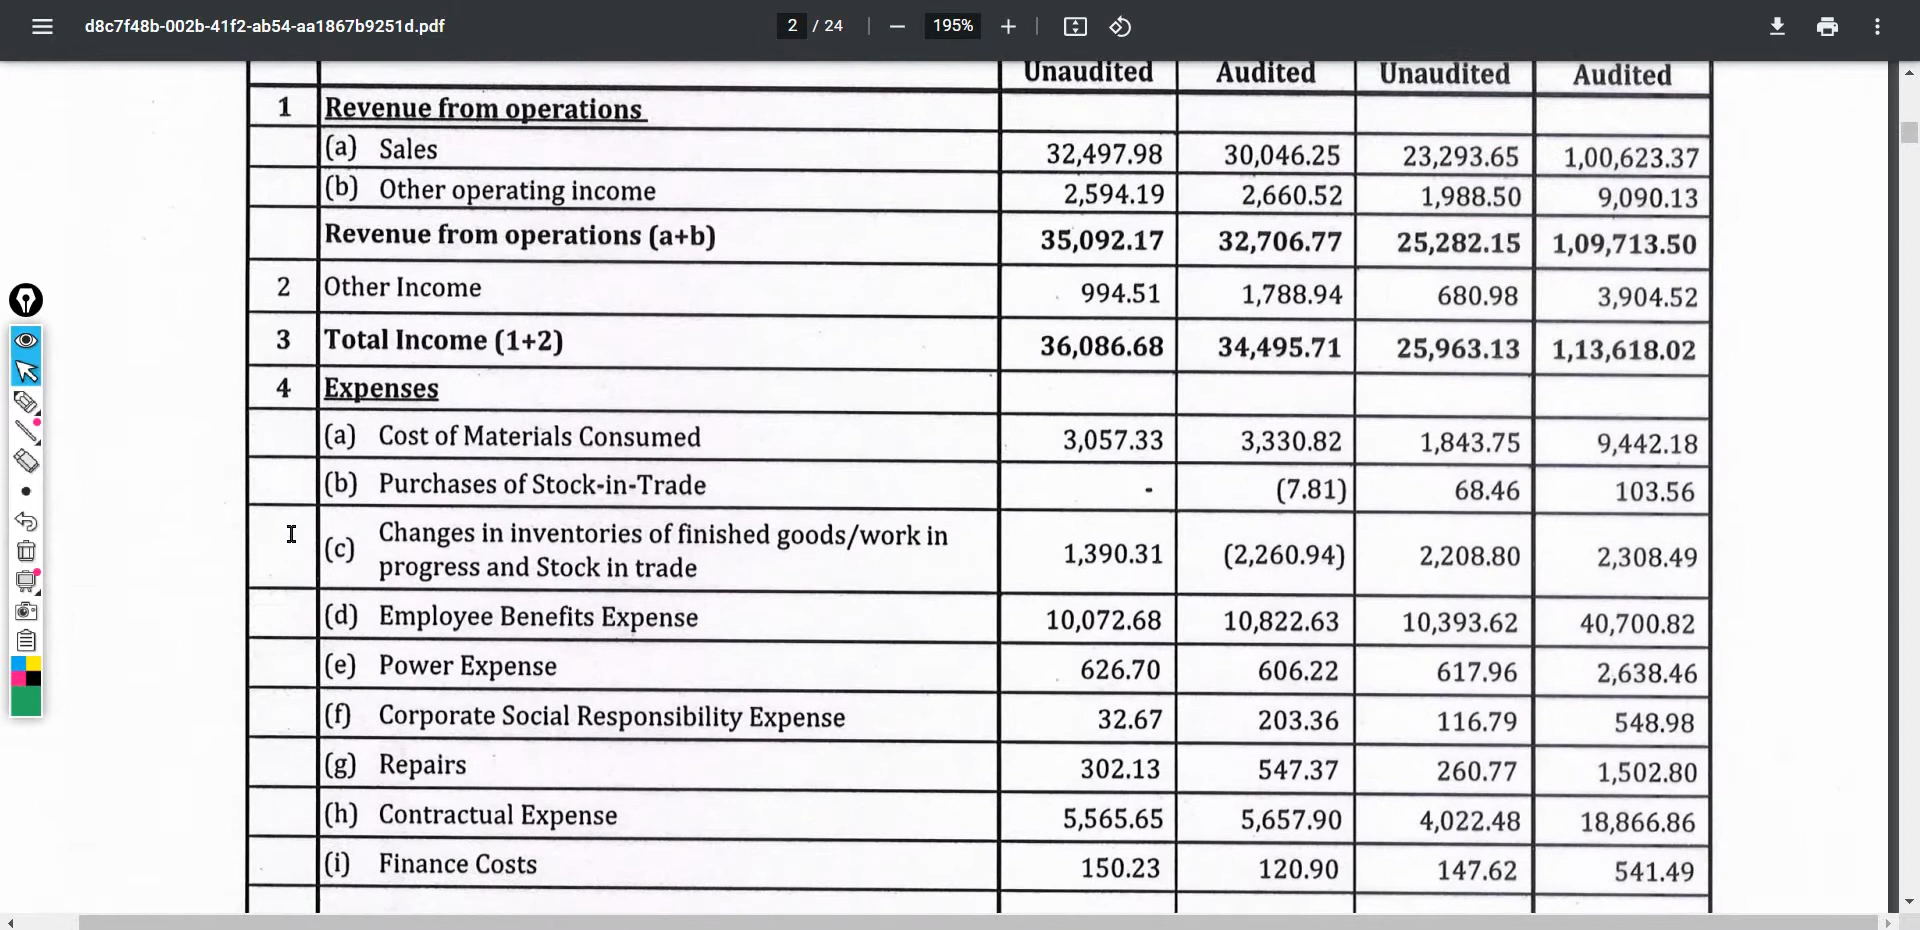 d8c7f48b-002b-41f2-ab54-aa1867b9251d.pdf 2 / 24 195%
Unaudited Audited Unaudited Audited
1 Revenue from operations
(a) Sales 32,497.98 30,046.25 23,293.65 1,00,623.37
(b) Other operating income 2,594.19 2,660.52 1,988.50 9,090.13
Revenue from operations (a+b) 35,092.17 32,706.77 25,282.15 1,09,713.50
2 Other Income 994.51 1,788.94 680.98 3,904.52
3 Total Income (1+2) 36,086.68 34,495.71 25,963.13 1,13,618.02
4 Expenses
(a) Cost of Materials Consumed 3,057.33 3,330.82 1,843.75 9,442.18
(b) Purchases of Stock-in-Trade - (7.81) 68.46 103.56
(c) Changes in inventories of finished goods/work in
progress and Stock in trade 1,390.31 (2,260.94) 2,208.80 2,308.49
(d) Employee Benefits Expense 10,072.68 10,822.63 10,393.62 40,700.82
(e) Power Expense 626.70 606.22 617.96 2,638.46
(f) Corporate Social Responsibility Expense 32.67 203.36 116.79 548.98
(g) Repairs 302.13 547.37 260.77 1,502.80
(h) Contractual Expense 5,565.65 5,657.90 4,022.48 18,866.86
(i) Finance Costs 150.23 120.90 147.62 541.49